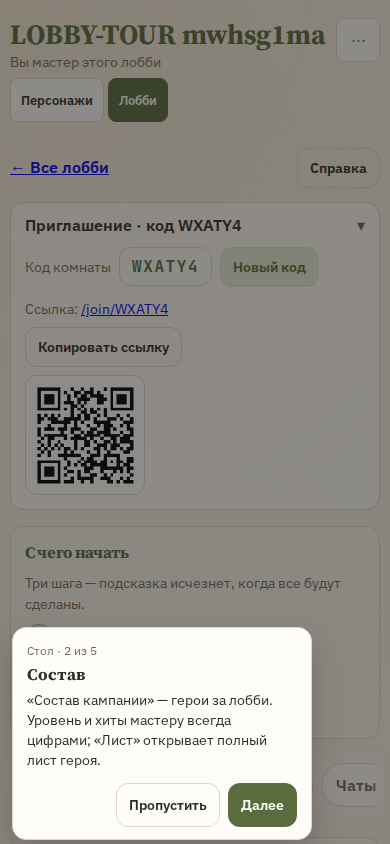 LOBBY-TOUR mwhsg1ma
...
Вы мастер этого лобби
Персонажи
Лобби
← Все лобби
Справка
Приглашение · код WXATY4 ▼
Код комнаты
WXATY4
Новый код
Ссылка: /join/WXATY4
Копировать ссылку
С чего начать
Три шага — подсказка исчезнет, когда все будут
сделаны.
Стол · 2 из 5
Состав
«Состав кампании» — герои за лобби.
Уровень и хиты мастеру всегда
цифрами; «Лист» открывает полный
лист героя.
Пропустить
Далее
Чаты